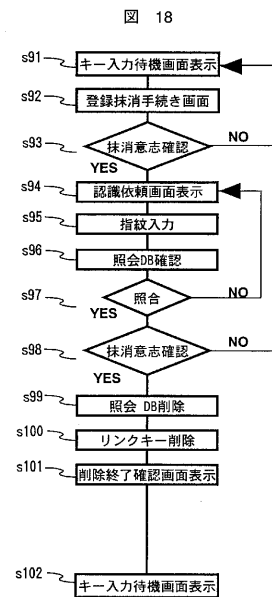 図 18
s91 キー入力待機画面表示
s92 登録抹消手続き画面
s93 抹消意志確認 NO
YES
s94 認識依頼画面表示
s95 指紋入力
s96 照会DB確認
s97 照合 NO
YES
s98 抹消意志確認 NO
YES
s99 照会 DB削除
s100 リンクキー削除
s101 削除終了確認画面表示
s102 キー入力待機画面表示